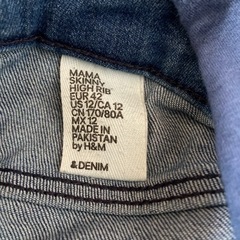 MAMA
SKINNY
HIGH RIB
EUR 42
US 12/CA 12
CN 170/80A
MX 12
MADE IN
PAKISTAN
by H&M
&DENIM